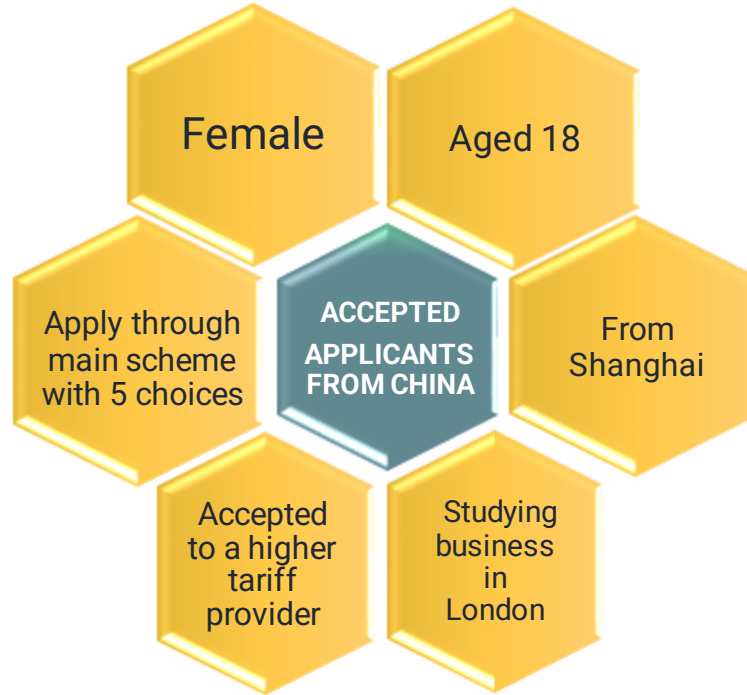 Female
Aged 18
Apply through
main scheme
with 5 choices
ACCEPTED
APPLICANTS
FROM CHINA
From
Shanghai
Accepted
to a higher
tariff
provider
Studying
business
in
London